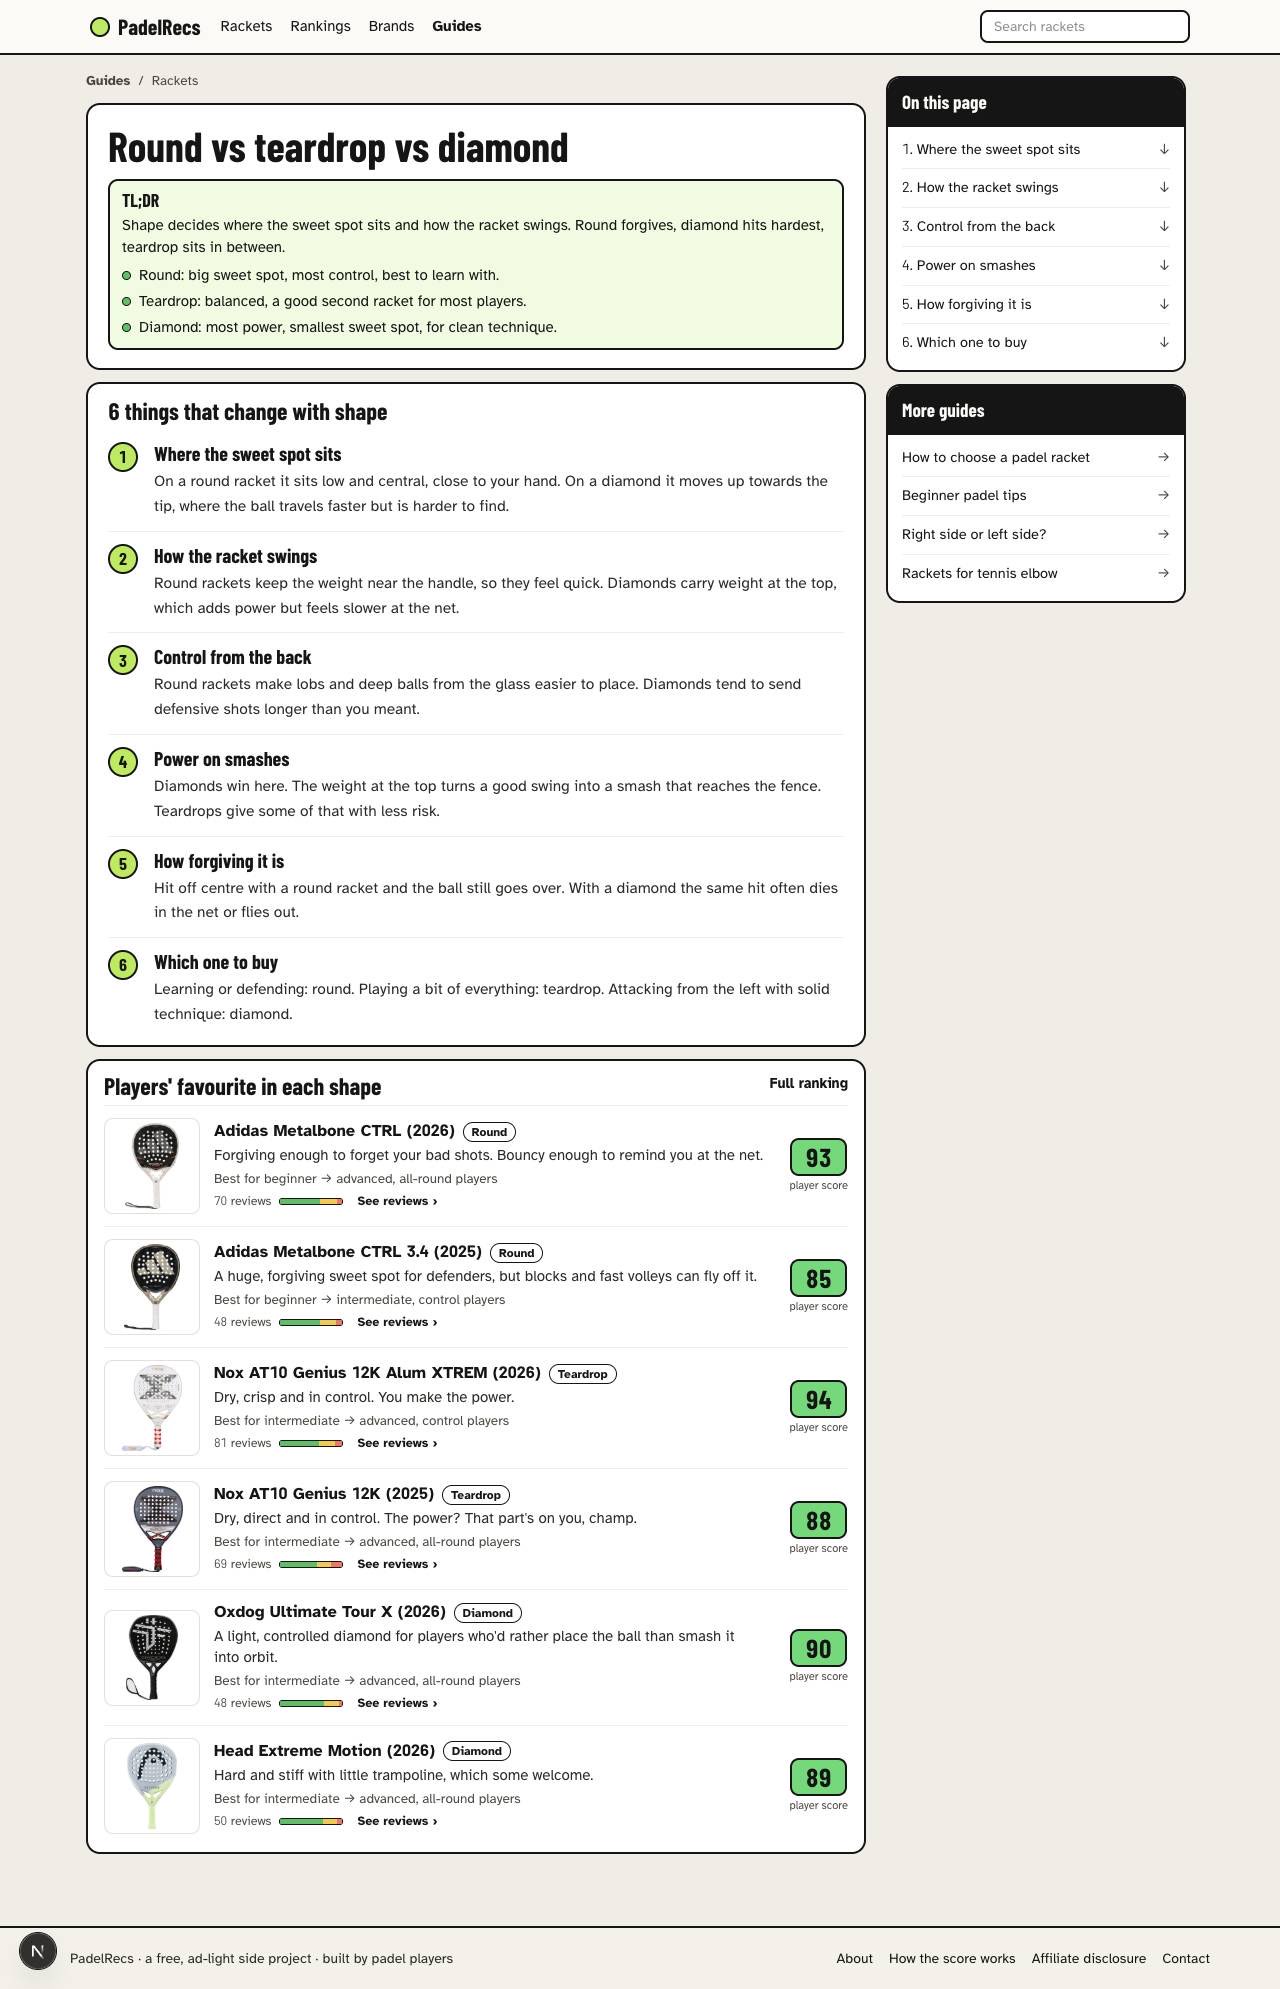 PadelRecs Rackets Rankings Brands Guides Search rackets
Guides / Rackets
Round vs teardrop vs diamond
TL;DR
Shape decides where the sweet spot sits and how the racket swings. Round forgives, diamond hits hardest,
teardrop sits in between.
Round: big sweet spot, most control, best to learn with.
Teardrop: balanced, a good second racket for most players.
Diamond: most power, smallest sweet spot, for clean technique.
6 things that change with shape
1 Where the sweet spot sits
On a round racket it sits low and central, close to your hand. On a diamond it moves up towards the
tip, where the ball travels faster but is harder to find.
2 How the racket swings
Round rackets keep the weight near the handle, so they feel quick. Diamonds carry weight at the top,
which adds power but feels slower at the net.
3 Control from the back
Round rackets make lobs and deep balls from the glass easier to place. Diamonds tend to send
defensive shots longer than you meant.
4 Power on smashes
Diamonds win here. The weight at the top turns a good swing into a smash that reaches the fence.
Teardrops give some of that with less risk.
5 How forgiving it is
Hit off centre with a round racket and the ball still goes over. With a diamond the same hit often dies
in the net or flies out.
6 Which one to buy
Learning or defending: round. Playing a bit of everything: teardrop. Attacking from the left with solid
technique: diamond.
Players' favourite in each shape Full ranking
Adidas Metalbone CTRL (2026) Round
Forgiving enough to forget your bad shots. Bouncy enough to remind you at the net.
Best for beginner → advanced, all-round players
70 reviews See reviews ›
93
player score
Adidas Metalbone CTRL 3.4 (2025) Round
A huge, forgiving sweet spot for defenders, but blocks and fast volleys can fly off it.
Best for beginner → intermediate, control players
48 reviews See reviews ›
85
player score
Nox AT10 Genius 12K Alum XTREM (2026) Teardrop
Dry, crisp and in control. You make the power.
Best for intermediate → advanced, control players
81 reviews See reviews ›
94
player score
Nox AT10 Genius 12K (2025) Teardrop
Dry, direct and in control. The power? That part's on you, champ.
Best for intermediate → advanced, all-round players
69 reviews See reviews ›
88
player score
Oxdog Ultimate Tour X (2026) Diamond
A light, controlled diamond for players who'd rather place the ball than smash it
into orbit.
Best for intermediate → advanced, all-round players
48 reviews See reviews ›
90
player score
Head Extreme Motion (2026) Diamond
Hard and stiff with little trampoline, which some welcome.
Best for intermediate → advanced, all-round players
50 reviews See reviews ›
89
player score
On this page
1. Where the sweet spot sits ↓
2. How the racket swings ↓
3. Control from the back ↓
4. Power on smashes ↓
5. How forgiving it is ↓
6. Which one to buy ↓
More guides
How to choose a padel racket →
Beginner padel tips →
Right side or left side? →
Rackets for tennis elbow →
N
PadelRecs · a free, ad-light side project · built by padel players
About How the score works Affiliate disclosure Contact